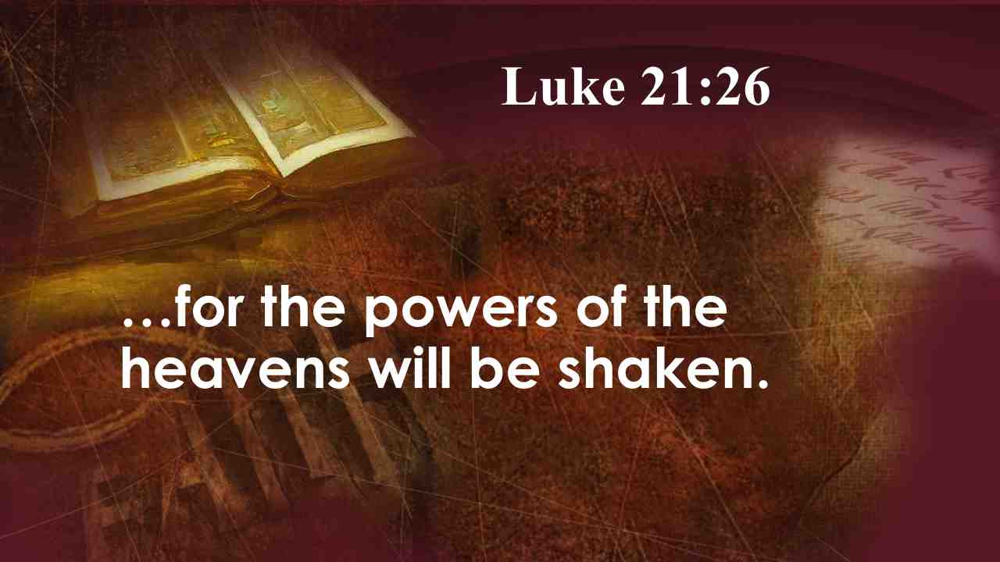 Luke 21:26
…for the powers of the
heavens will be shaken.